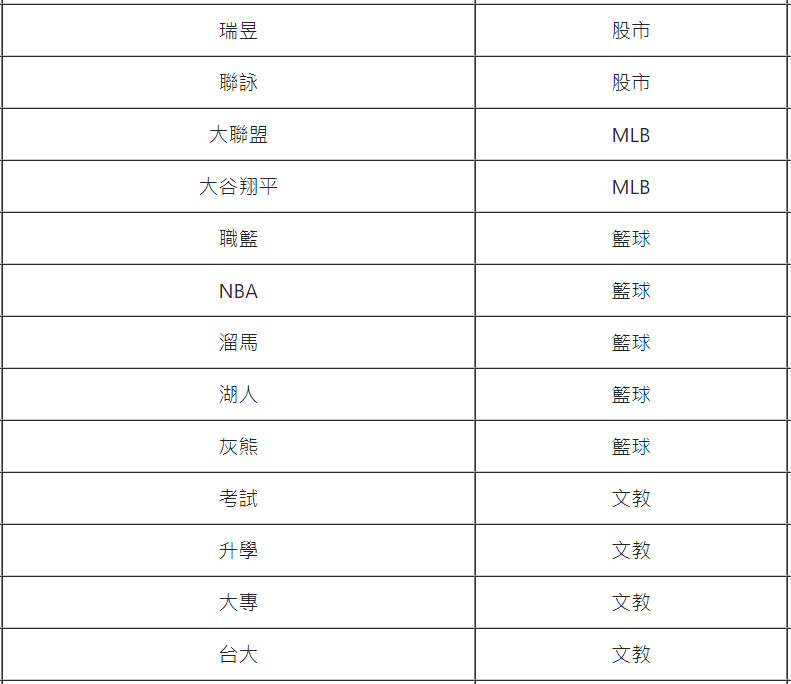 瑞昱 股市
聯詠 股市
大聯盟 MLB
大谷翔平 MLB
職籃 籃球
NBA 籃球
溜馬 籃球
湖人 籃球
灰熊 籃球
考試 文教
升學 文教
大專 文教
台大 文教